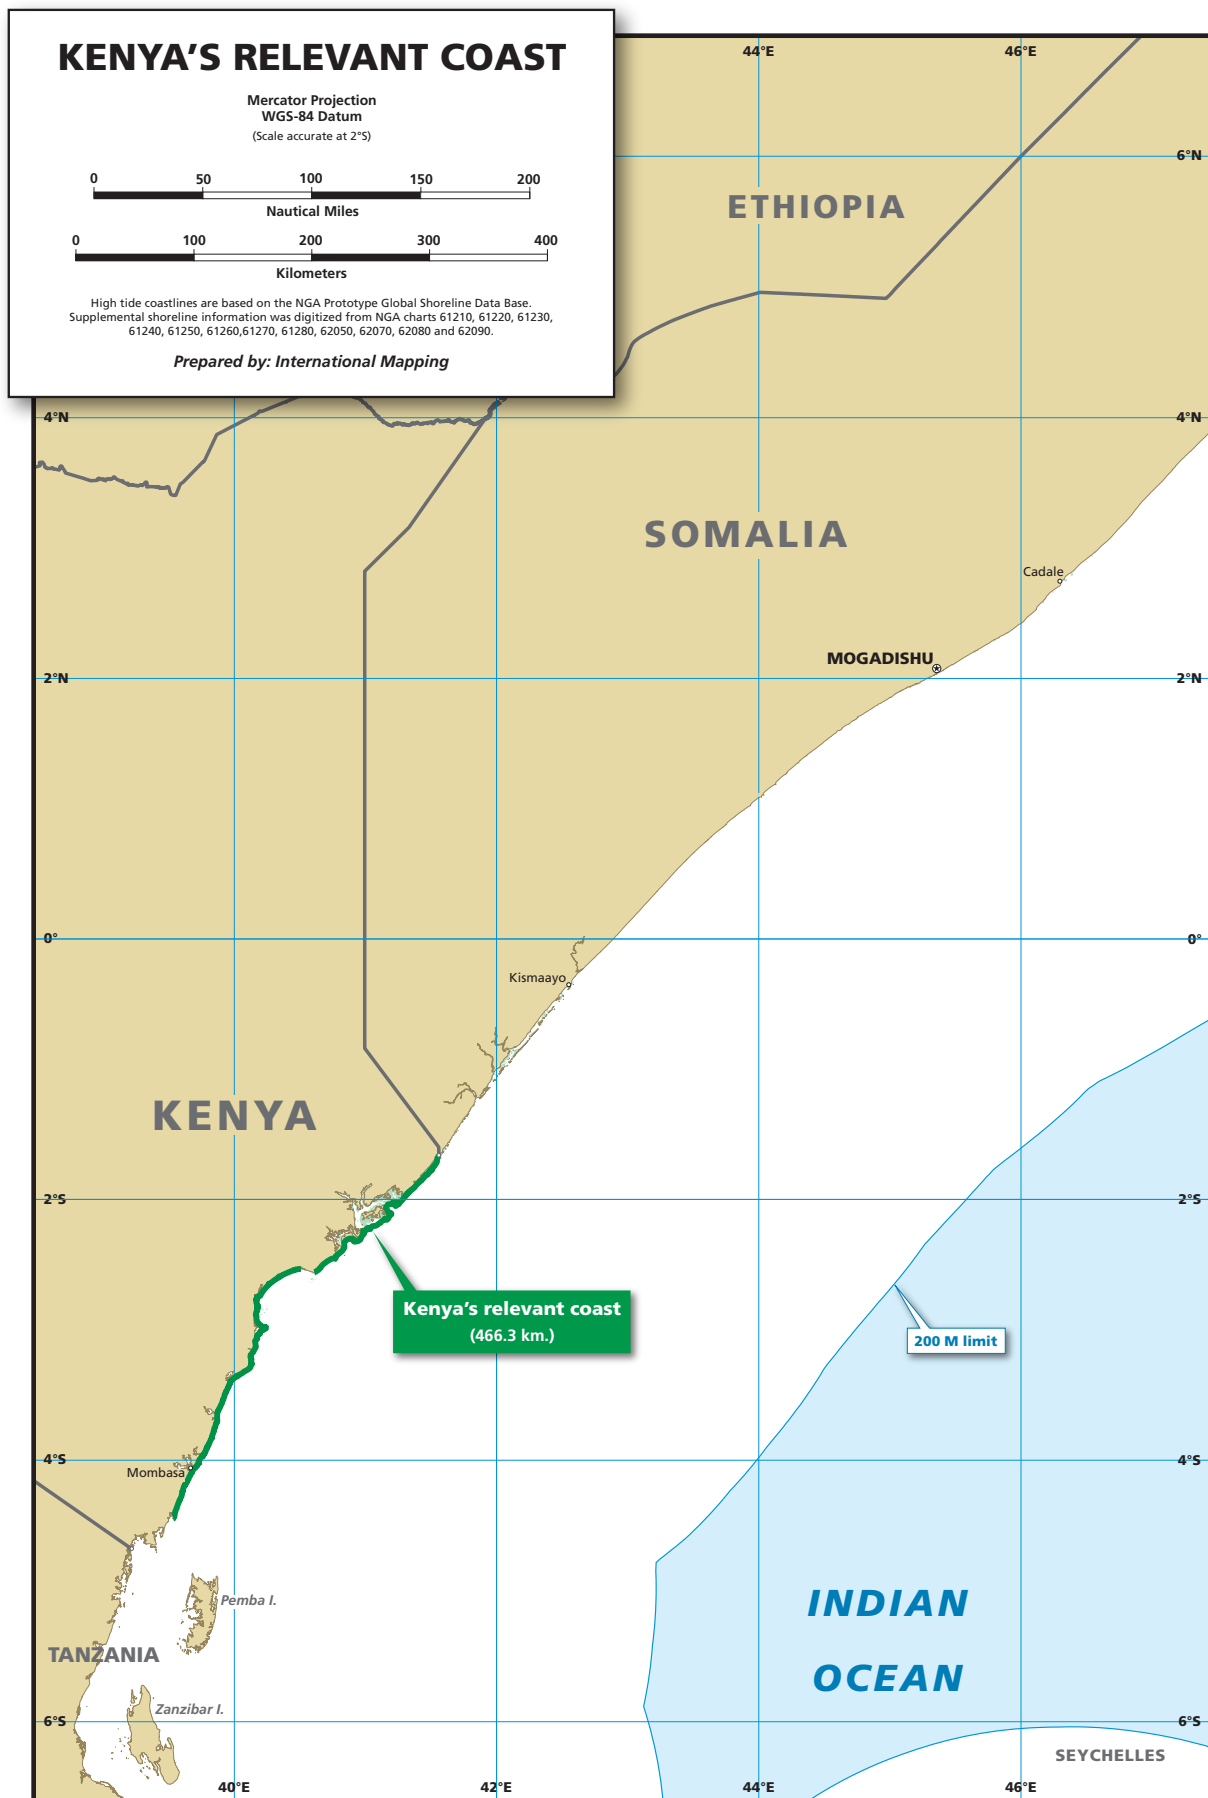 KENYA'S RELEVANT COAST
Mercator Projection
WGS-84 Datum
(Scale accurate at 2°S)
0 50 100 150 200
Nautical Miles
0 100 200 300 400
Kilometers
High tide coastlines are based on the NGA Prototype Global Shoreline Data Base.
Supplemental shoreline information was digitized from NGA charts 61210, 61220, 61230,
61240, 61250, 61260,61270, 61280, 62050, 62070, 62080 and 62090.
Prepared by: International Mapping
44°E 46°E
6°N
ETHIOPIA
4°N 4°N
SOMALIA
Cadale
MOGADISHU
2°N 2°N
0° 0°
Kismaayo
KENYA
2°S 2°S
Kenya's relevant coast
(466.3 km.)
200 M limit
4°S 4°S
Mombasa
Pemba I.
INDIAN
OCEAN
TANZANIA
Zanzibar I.
6°S 6°S
SEYCHELLES
40°E 42°E 44°E 46°E